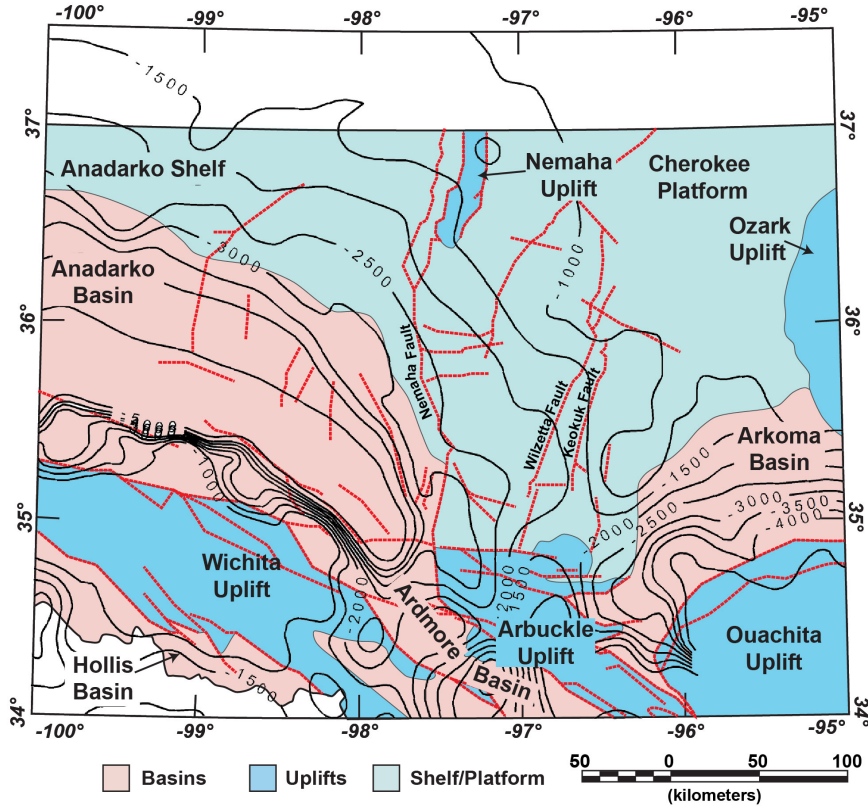 -100° -99° -98° -97° -96° -95°
-1500
37° 37°
Anadarko Shelf
Nemaha
Uplift
Cherokee
Platform
Ozark
Uplift
-3000
-2500
-1000
Anadarko
Basin
36° 36°
Nemaha Fault
Wilzetta Fault
Keokuk Fault
Arkoma
Basin
-1500
-1000
-3000
-3500
-4000
-2500
-2000
35° 35°
Wichita
Uplift
-2000
-2000
-1500
Ardmore
Basin
Arbuckle
Uplift
Ouachita
Uplift
Hollis
Basin
-1500
34° 34°
-100° -99° -98° -97° -96° -95°
Basins Uplifts Shelf/Platform
50 0 50 100
(kilometers)